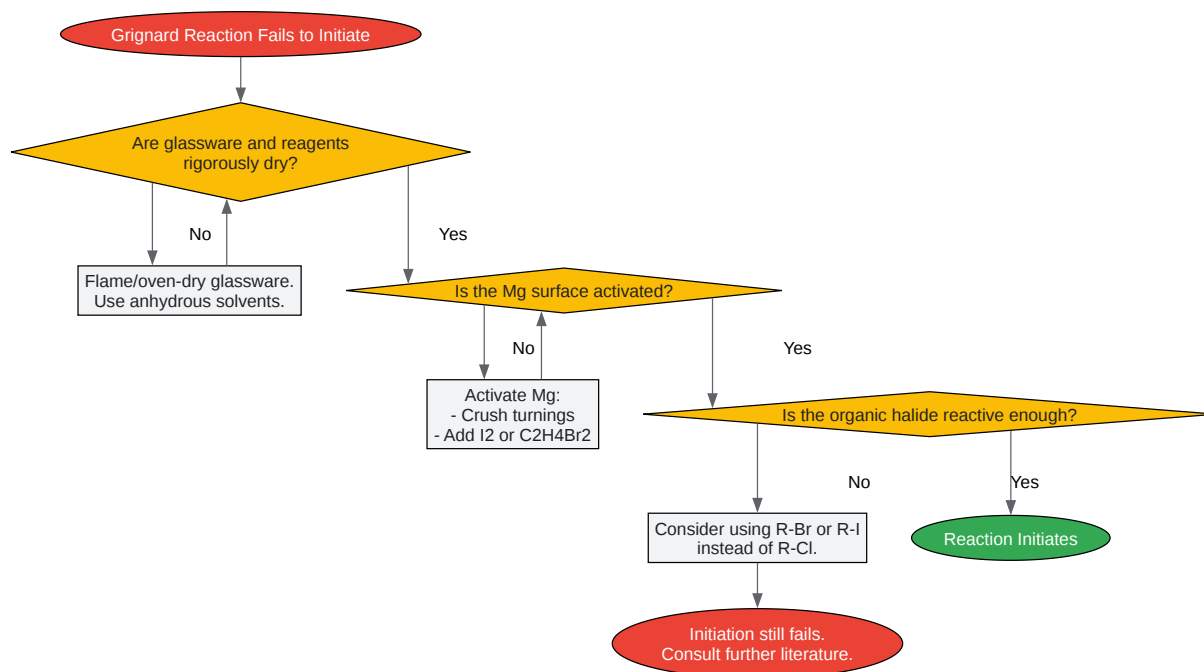 Grignard Reaction Fails to Initiate
Are glassware and reagents
rigorously dry?
No
Yes
Flame/oven-dry glassware.
Use anhydrous solvents.
Is the Mg surface activated?
No
Yes
Activate Mg:
- Crush turnings
- Add I2 or C2H4Br2
Is the organic halide reactive enough?
No
Yes
Consider using R-Br or R-I
instead of R-Cl.
Reaction Initiates
Initiation still fails.
Consult further literature.